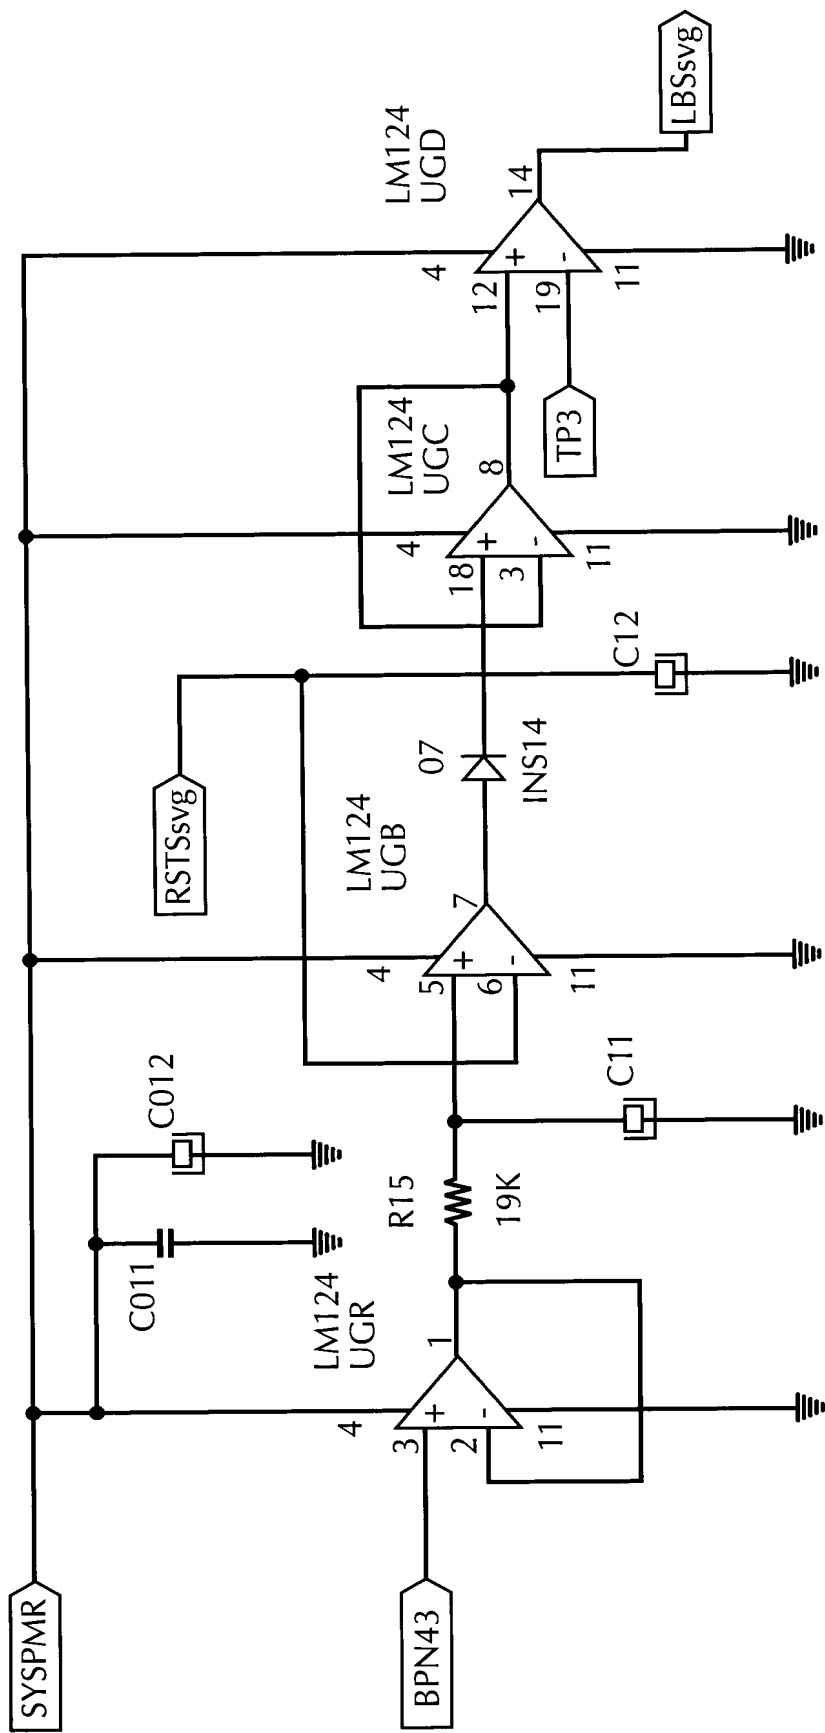 SYSPMR
BPN43
LM124
UGR
4
3
2
11
1
C011
C012
R15
19K
C11
LM124
UGB
4
5
6
11
7
RSTSsvg
07
INS14
C12
LM124
UGC
4
18
3
11
8
TP3
LM124
UGD
4
12
19
11
14
LBSsvg
+
-
+
-
+
-
+
-